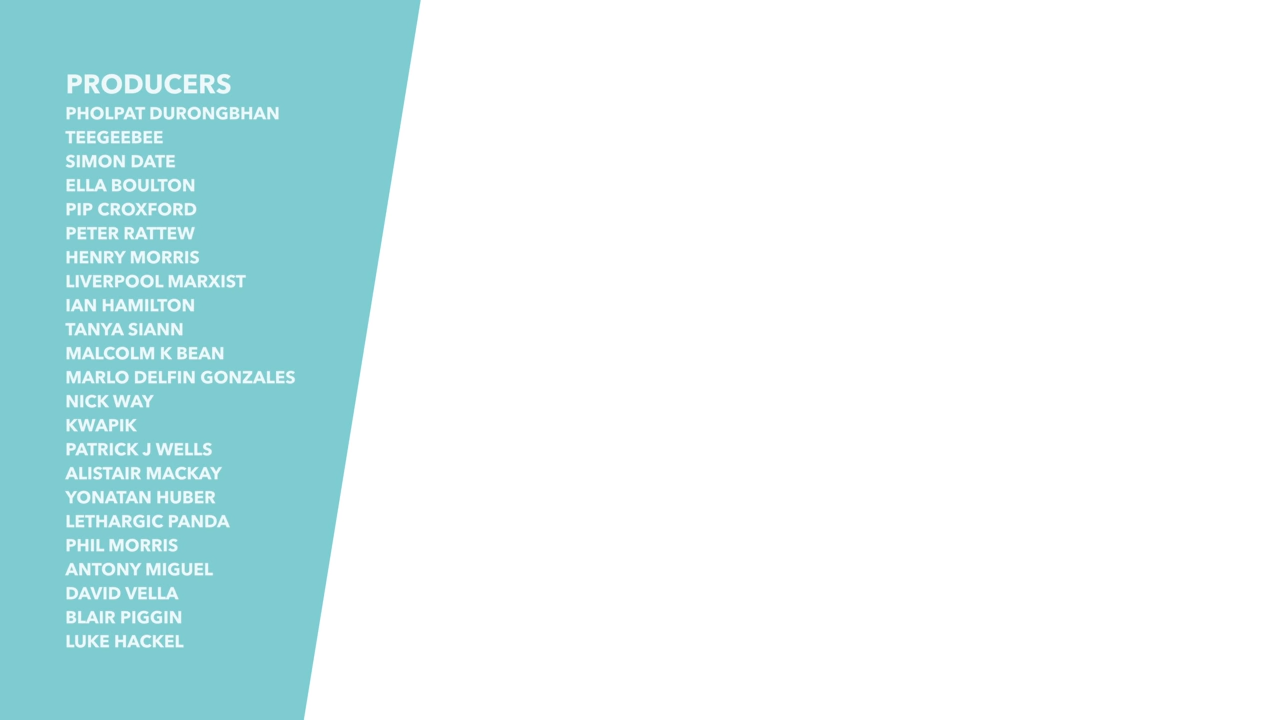 PRODUCERS
PHOLPAT DURONGBHAN
TEEGEEBEE
SIMON DATE
ELLA BOULTON
PIP CROXFORD
PETER RATTEW
HENRY MORRIS
LIVERPOOL MARXIST
IAN HAMILTON
TANYA SIANN
MALCOLM K BEAN
MARLO DELFIN GONZALES
NICK WAY
KWAPIK
PATRICK J WELLS
ALISTAIR MACKAY
YONATAN HUBER
LETHARGIC PANDA
PHIL MORRIS
ANTONY MIGUEL
DAVID VELLA
BLAIR PIGGIN
LUKE HACKEL